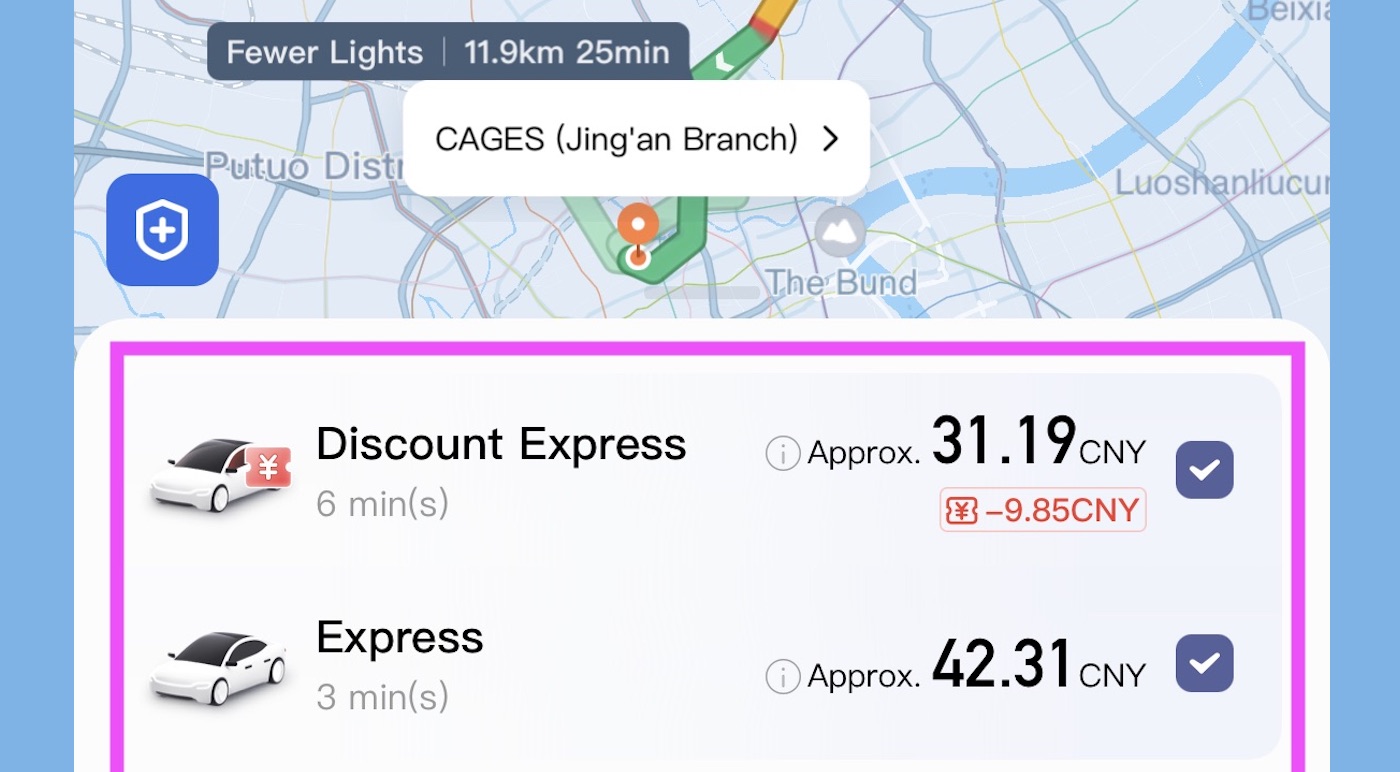 Beixia
Fewer Lights | 11.9km 25min
CAGES (Jing'an Branch)
Putuo Distr
Luoshanliucun
The Bund
Discount Express
Approx. 31.19CNY
6 min(s)
¥ -9.85CNY
Express
Approx. 42.31CNY
3 min(s)